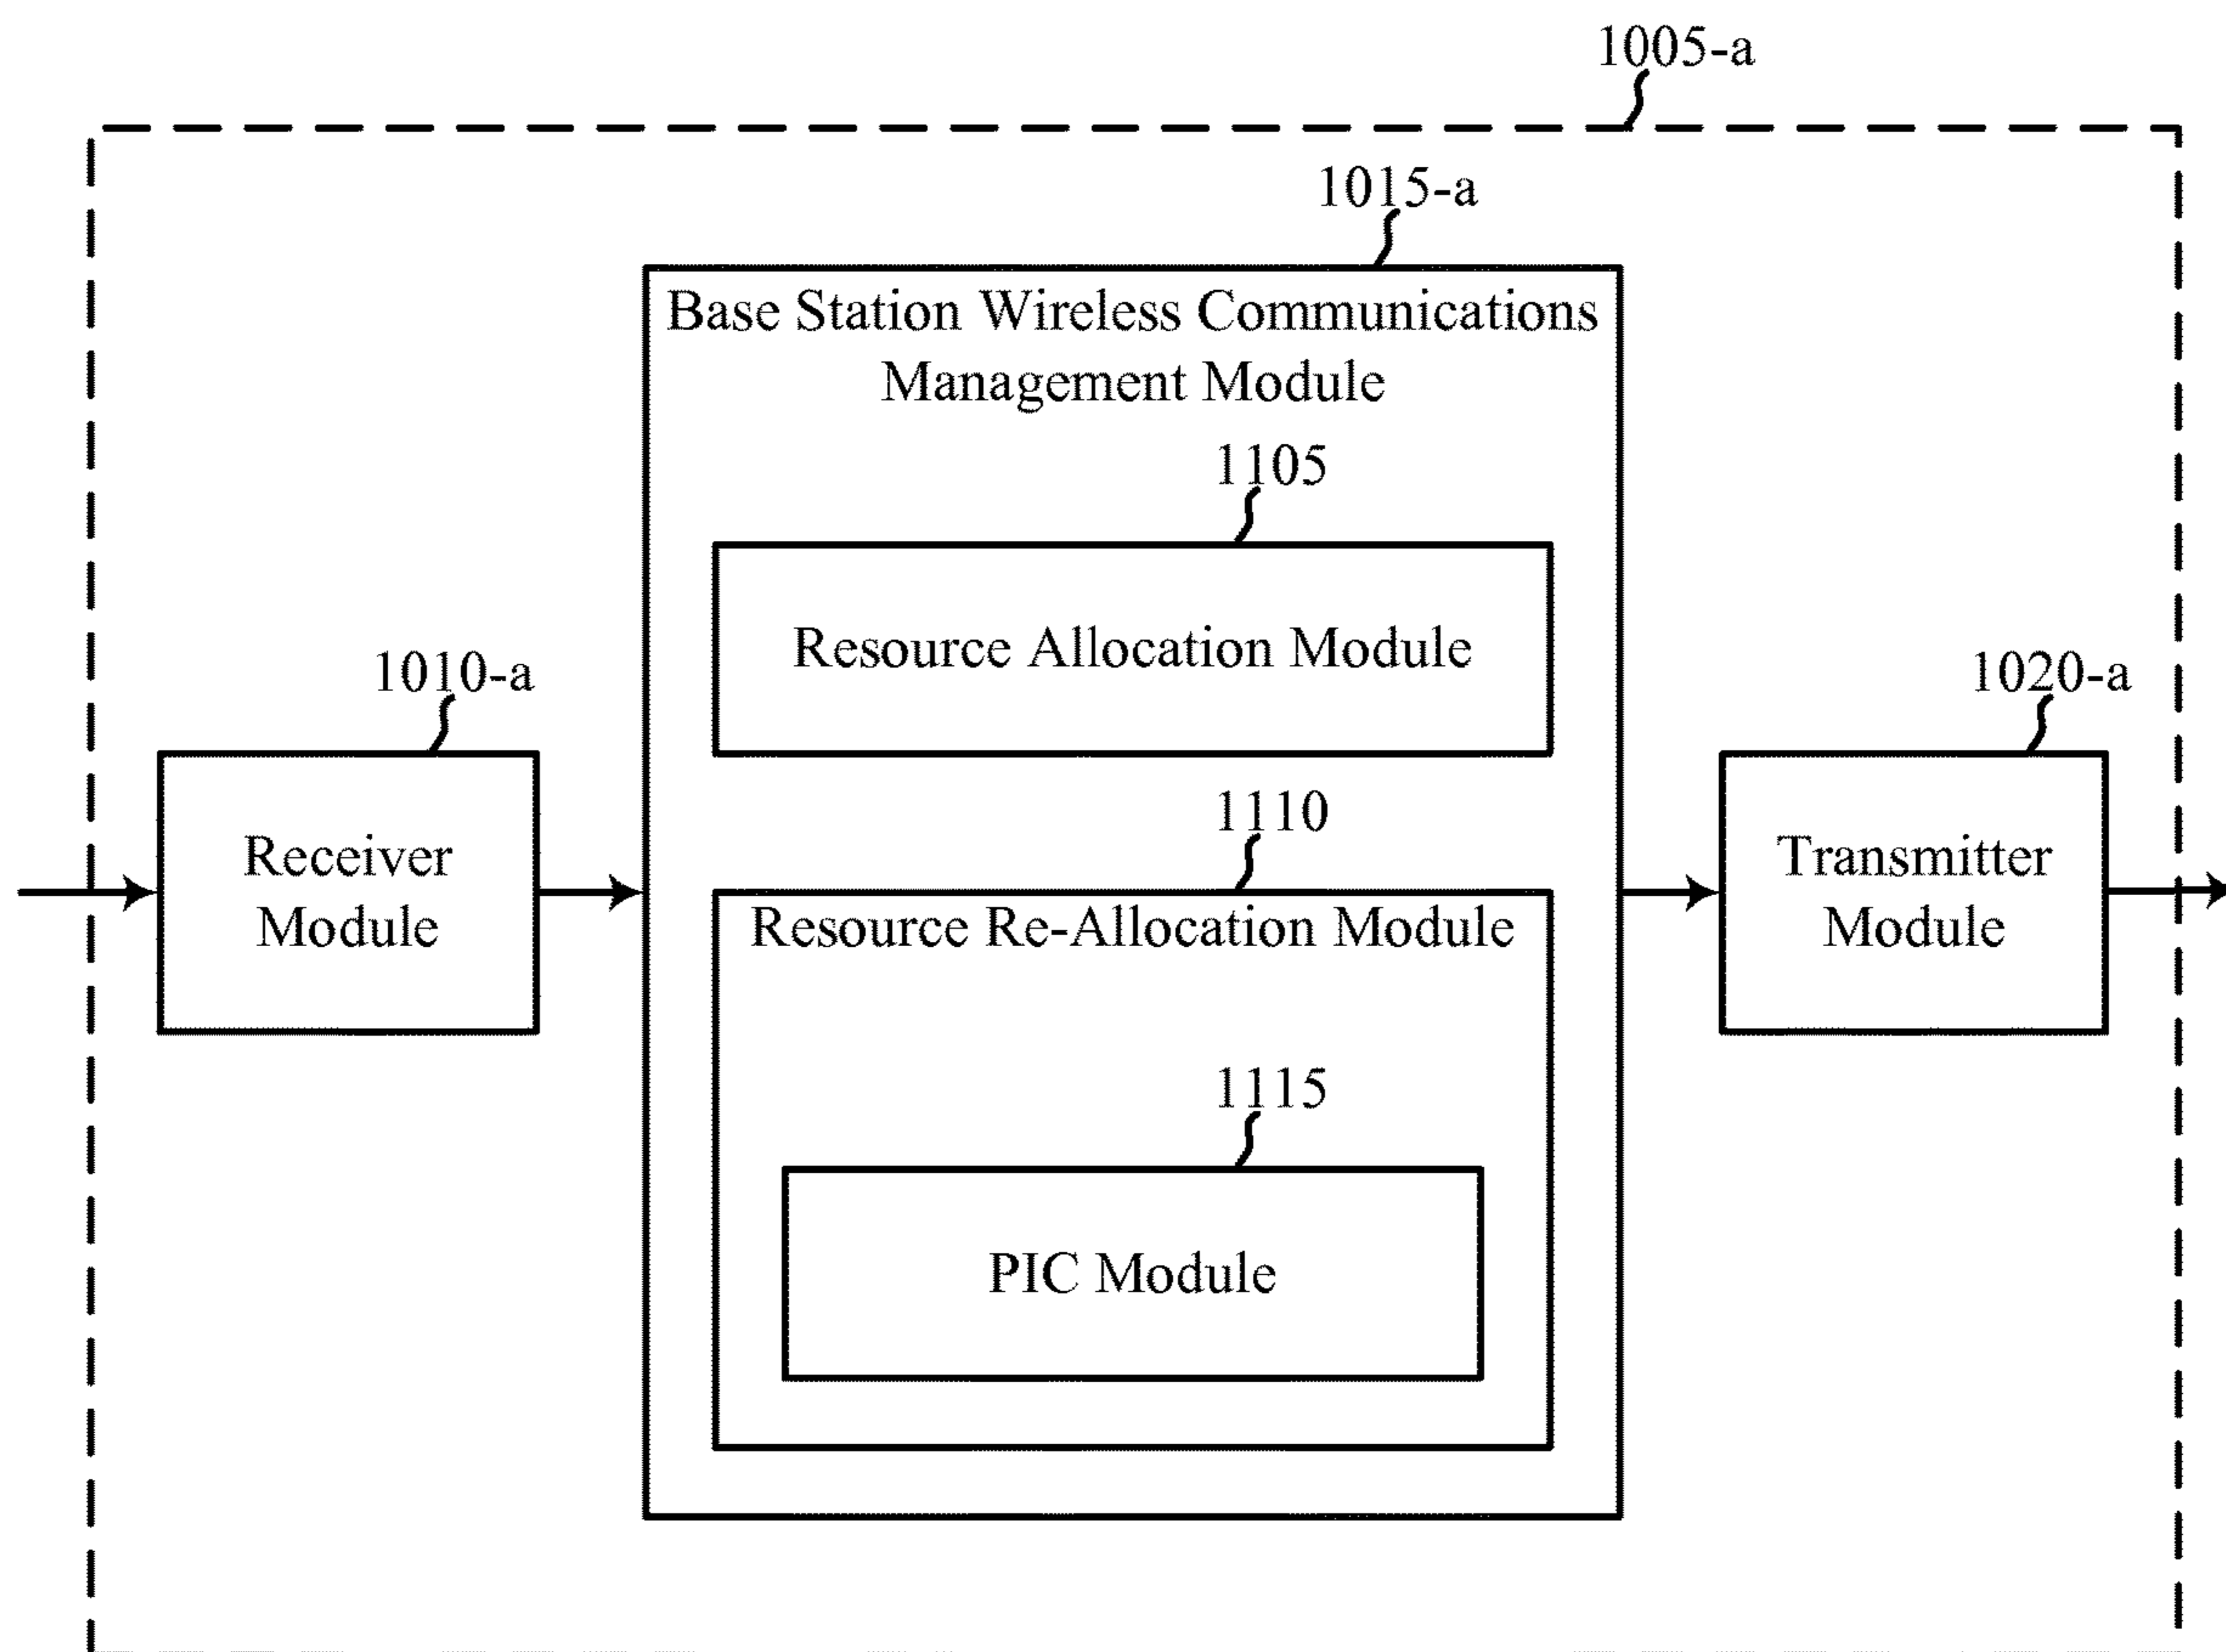 1005-a
1015-a
Base Station Wireless Communications
Management Module
1105
Resource Allocation Module
1010-a
1020-a
Receiver
Module
1110
Resource Re-Allocation Module
Transmitter
Module
1115
PIC Module